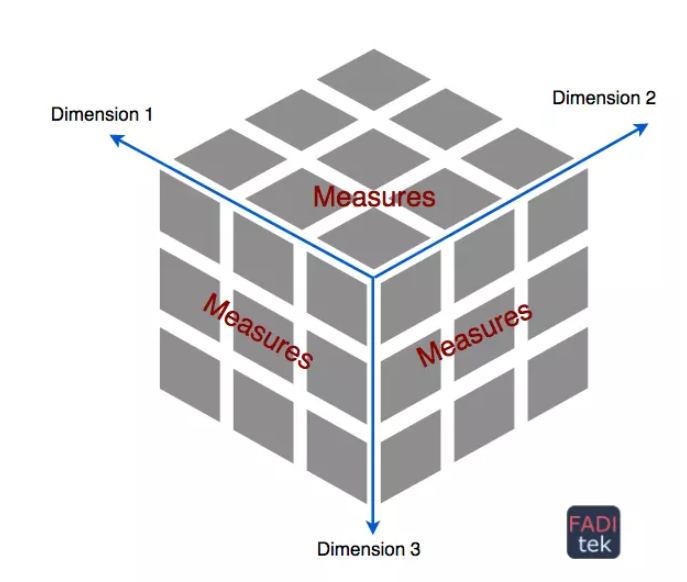 Dimension 1
Dimension 2
Measures
Measures
Measures
Dimension 3
FADI
tek